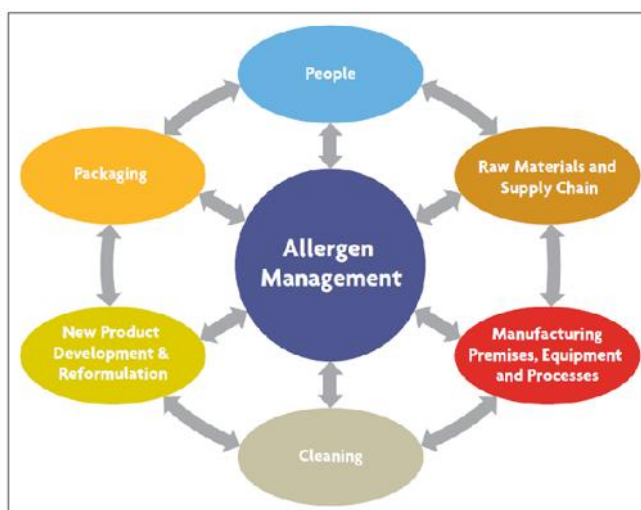 People
Packaging
Raw Materials and
Supply Chain
Allergen
Management
New Product
Development &
Reformulation
Manufacturing
Premises, Equipment
and Processes
Cleaning